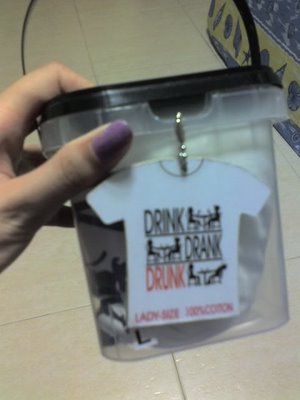 DRINK
DRANK
DRUNK
LADY-SIZE 100%COTTON
L